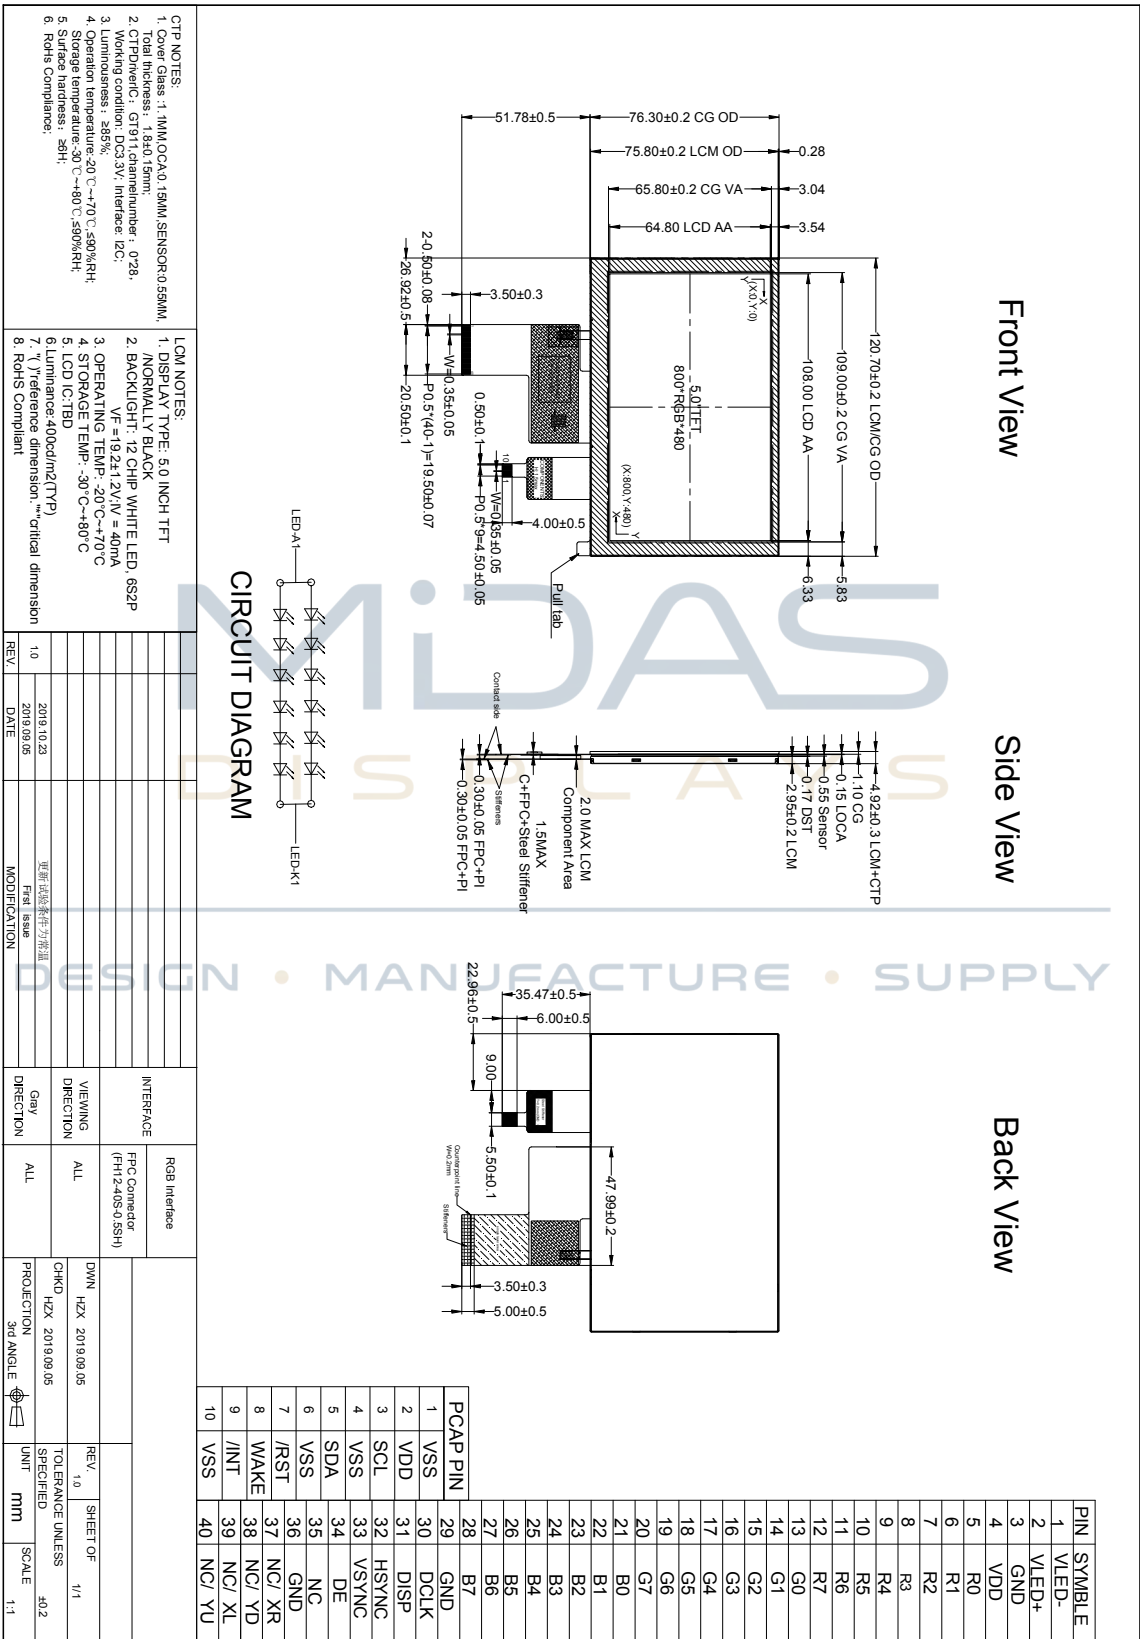 Front View
Side View
Back View
120.70±0.2 LCM/CG OD
109.00±0.2 CG VA
108.00 LCD AA
5.83
6.33
76.30±0.2 CG OD
75.80±0.2 LCM OD
65.80±0.2 CG VA
64.80 LCD AA
0.28
3.04
3.54
51.78±0.5
X
Y
(X:0,Y:0)
5.0"TFT
800*RGB*480
(X:800,Y:480)
X
Y
Pull tab
3.50±0.3
2-0.50±0.08
26.92±0.5
W=0.35±0.05
P0.5*(40-1)=19.50±0.07
20.50±0.1
0.50±0.1
10
1
COMPONENTS
4.00±0.5
W=0.35±0.05
P0.5*9=4.50±0.05
4.92±0.3 LCM+CTP
1.10 CG
0.15 LOCA
0.55 Sensor
0.17 DST
2.95±0.2 LCM
2.0 MAX LCM
Component Area
1.5MAX
C+FPC+Steel Stiffener
Contact side
Stiffeners
0.30±0.05 FPC+PI
0.30±0.05 FPC+PI
35.47±0.5
6.00±0.5
22.96±0.5
9.00
5.50±0.1
47.99±0.2
Counterpoint line
W=0.2mm
Stiffeners
3.50±0.3
5.00±0.5
LED-A1
LED-K1
CIRCUIT DIAGRAM
MiDAS
DISPLAYS
DESIGN • MANUFACTURE • SUPPLY
PIN SYMBLE
1 VLED-
2 VLED+
3 GND
4 VDD
5 R0
6 R1
7 R2
8 R3
9 R4
10 R5
11 R6
12 R7
13 G0
14 G1
15 G2
16 G3
17 G4
18 G5
19 G6
20 G7
21 B0
22 B1
23 B2
24 B3
25 B4
26 B5
27 B6
28 B7
29 GND
30 DCLK
31 DISP
32 HSYNC
33 VSYNC
34 DE
35 NC
36 GND
37 NC/ XR
38 NC/ YD
39 NC/ XL
40 NC/ YU
PCAP PIN
1 VSS
2 VDD
3 SCL
4 VSS
5 SDA
6 VSS
7 /RST
8 WAKE
9 /INT
10 VSS
CTP NOTES:
1. Cover Glass :1.1MM,OCA:0.15MM,SENSOR:0.55MM,
Total thickness: 1.8±0.15mm;
2. CTPDriverIC: GT911,channelnumber: 0*28,
Working condition: DC3.3V; Interface: I2C;
3. Luminousness: ≥85%;
4. Operation temperature:-20℃~+70℃,≤90%RH;
Storage temperature:-30℃~+80℃,≤90%RH;
5. Surface hardness: ≥6H;
6. RoHs Compliance;
LCM NOTES:
1. DISPLAY TYPE: 5.0 INCH TFT
/NORMALLY BLACK
2. BACKLIGHT: 12 CHIP WHITE LED, 6S2P
VF =19.2±1.2V;IV = 40mA
3. OPERATING TEMP: -20°C~+70°C
4. STORAGE TEMP: -30°C~+80°C
5. LCD IC:TBD
6.Luminance:400cd/m2(TYP)
7. "( )"reference dimension."*"critical dimension
8. RoHS Compliant
2019.10.23 更新试验条件为常温
1.0 2019.09.05 First issue
REV. DATE MODIFICATION
INTERFACE
RGB Interface
FPC Connector
(FH12-40S-0.5SH)
VIEWING
DIRECTION
ALL
Gray
DIRECTION
ALL
DWN HZX 2019.09.05
CHKD HZX 2019.09.05
PROJECTION
3rd ANGLE
REV. 1.0
SHEET OF 1/1
TOLERANCE UNLESS
SPECIFIED ±0.2
UNIT mm
SCALE 1:1